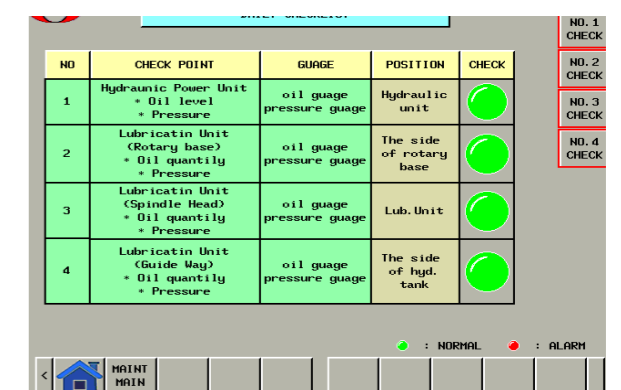 DAILY CHECKLIST
NO.1
CHECK
NO.2
CHECK
NO.3
CHECK
NO.4
CHECK
NO CHECK POINT GUAGE POSITION CHECK
1
Hydraunic Power Unit
* Oil level
* Pressure
oil guage
pressure guage
Hydraulic
unit
2
Lubricatin Unit
(Rotary base)
* Oil quantily
* Pressure
oil guage
pressure guage
The side
of rotary
base
3
Lubricatin Unit
(Spindle Head)
* Oil quantily
* Pressure
oil guage
pressure guage
Lub.Unit
4
Lubricatin Unit
(Guide Way)
* Oil quantily
* Pressure
oil guage
pressure guage
The side
of hyd.
tank
: NORMAL : ALARM
< MAINT
MAIN